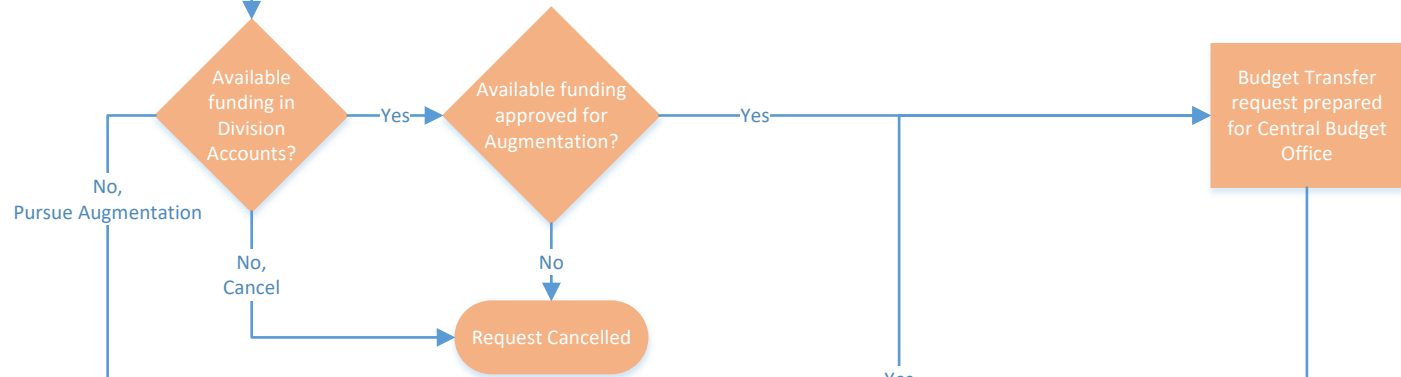 Available
funding in
Division
Accounts?
Yes
Available funding
approved for
Augmentation?
Yes
Budget Transfer
request prepared
for Central Budget
Office
No,
Pursue Augmentation
No,
Cancel
No
Request Cancelled
Yes